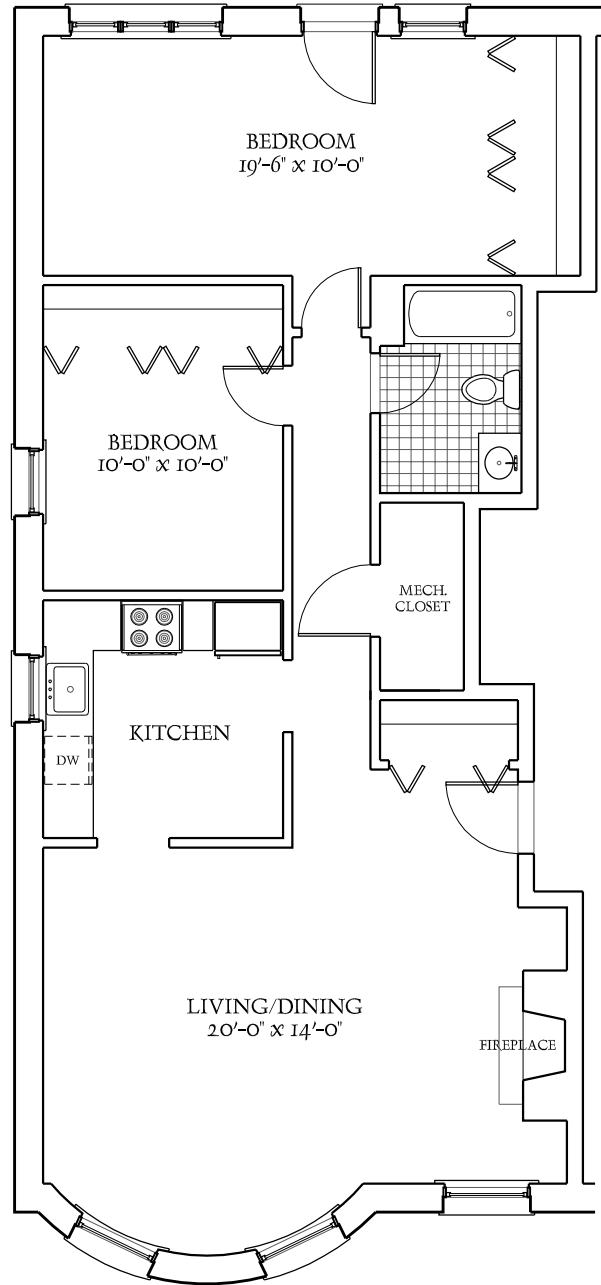 BEDROOM
19'-6" x 10'-0"
BEDROOM
10'-0" x 10'-0"
MECH.
CLOSET
KITCHEN
DW
LIVING/DINING
20'-0" x 14'-0"
FIREPLACE